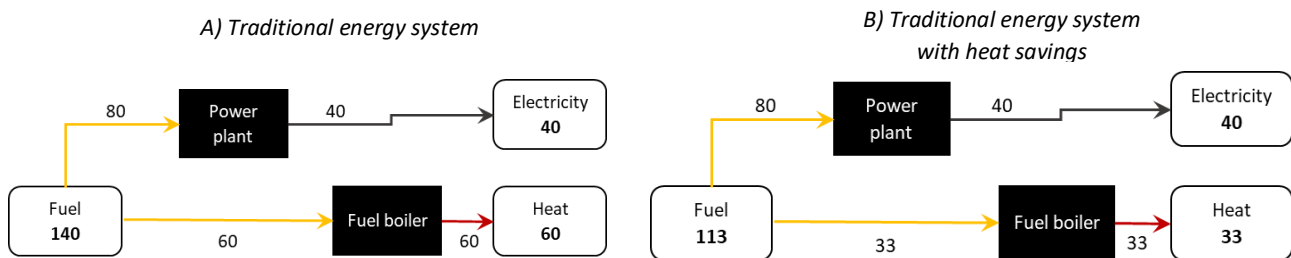 A) Traditional energy system
80
Power
plant
40
Electricity
40
Fuel
140
60
Fuel boiler
60
Heat
60
B) Traditional energy system
with heat savings
80
Power
plant
40
Electricity
40
Fuel
113
33
Fuel boiler
33
Heat
33